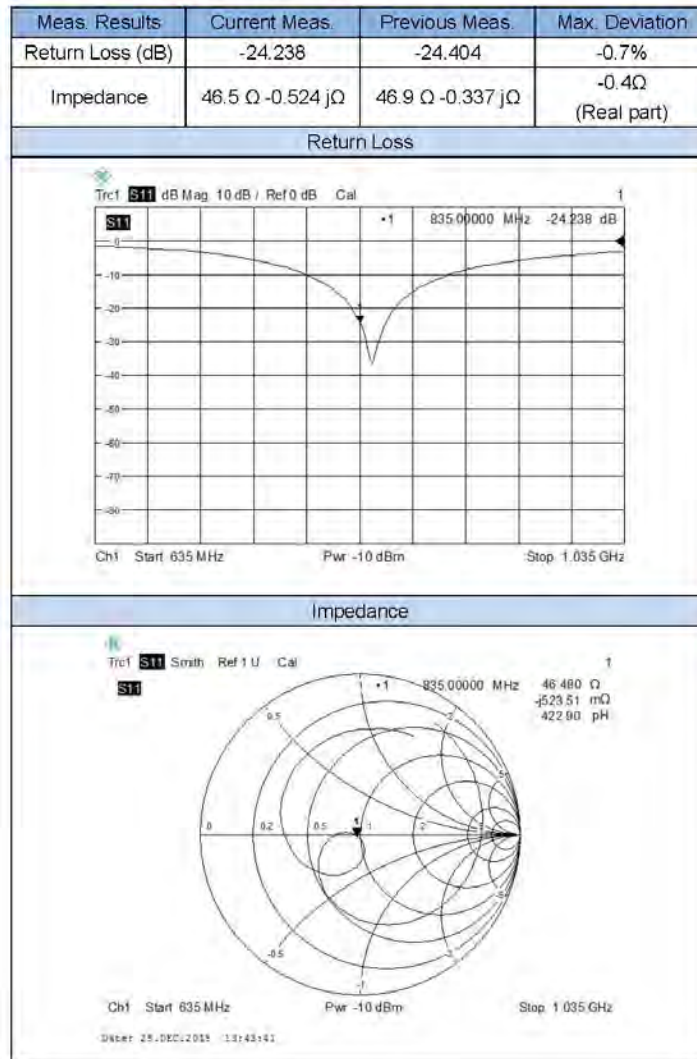 Meas. Results Current Meas. Previous Meas. Max. Deviation
Return Loss (dB) -24.238 -24.404 -0.7%
Impedance 46.5 Ω -0.524 jΩ 46.9 Ω -0.337 jΩ -0.4Ω
(Real part)
Return Loss
Trc1 S11 dB Mag 10 dB / Ref 0 dB Cal 1
S11 •1 835.00000 MHz -24.238 dB
0
-10
1
-20
-30
-40
-50
-60
-70
-80
Ch1 Start 635 MHz Pwr -10 dBm Stop 1.035 GHz
Impedance
Trc1 S11 Smith Ref 1 U Cal 1
S11 •1 835.00000 MHz 46.480 Ω
-j523.51 mΩ
422.90 pH
0.5 2
5
0 0.2 0.5 1 1 2
-5
-0.5 -2
-1
Ch1 Start 635 MHz Pwr -10 dBm Stop 1.035 GHz
13:43:41